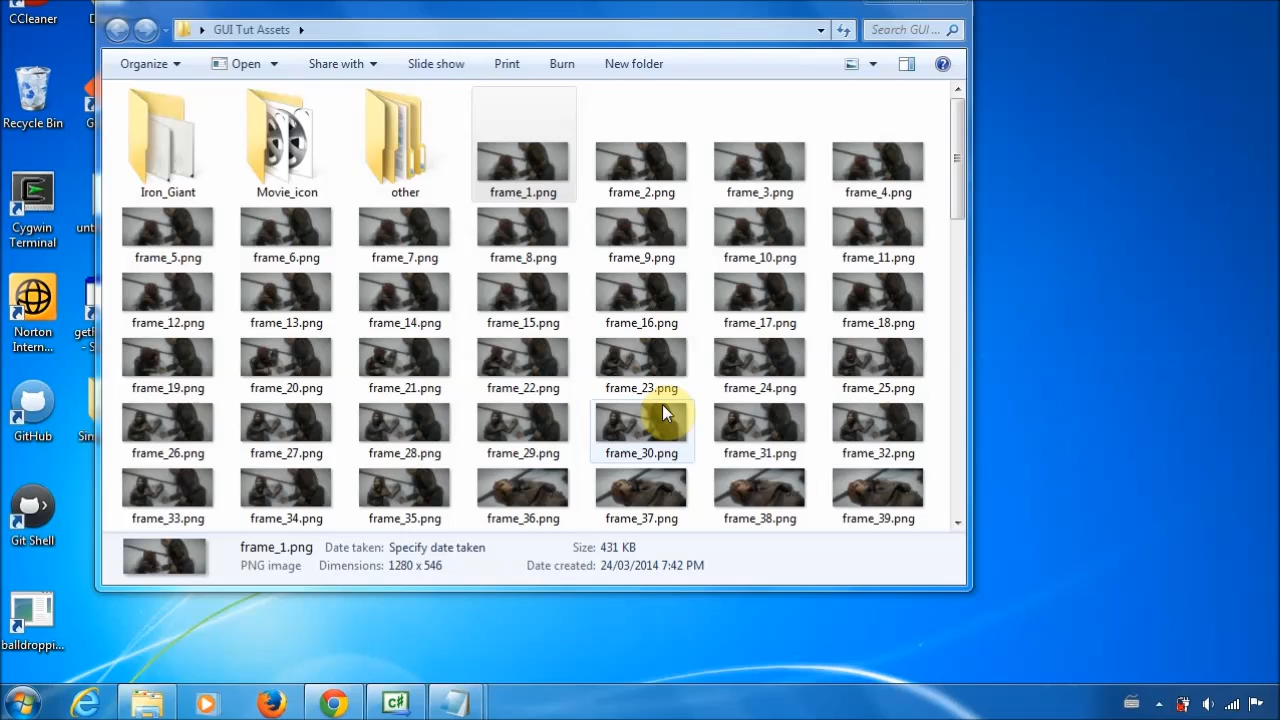 CCleaner
GUI Tut Assets
Search GUI ...
Organize
Open
Share with
Slide show
Print
Burn
New folder
Recycle Bin
Iron_Giant
Movie_icon
other
frame_1.png
frame_2.png
frame_3.png
frame_4.png
Cygwin
Terminal
frame_5.png
frame_6.png
frame_7.png
frame_8.png
frame_9.png
frame_10.png
frame_11.png
frame_12.png
frame_13.png
frame_14.png
frame_15.png
frame_16.png
frame_17.png
frame_18.png
Norton
Intern...
frame_19.png
frame_20.png
frame_21.png
frame_22.png
frame_23.png
frame_24.png
frame_25.png
GitHub
frame_26.png
frame_27.png
frame_28.png
frame_29.png
frame_30.png
frame_31.png
frame_32.png
frame_33.png
frame_34.png
frame_35.png
frame_36.png
frame_37.png
frame_38.png
frame_39.png
Git Shell
frame_1.png
Date taken: Specify date taken
Size: 431 KB
PNG image
Dimensions: 1280 x 546
Date created: 24/03/2014 7:42 PM
balldroppi...
C#